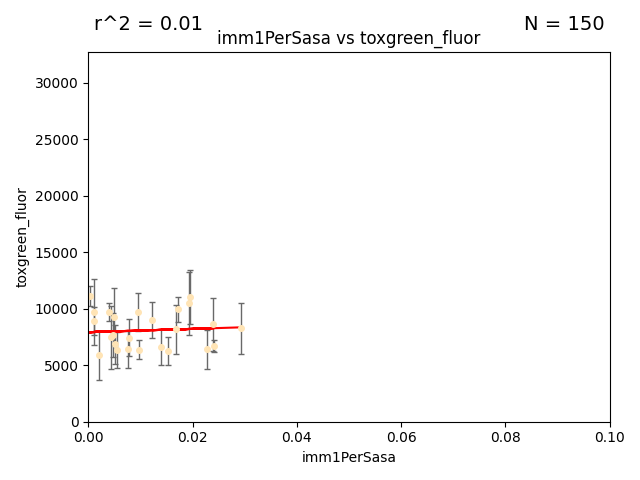 r^2 = 0.01
N = 150
imm1PerSasa vs toxgreen_fluor
30000
25000
20000
15000
10000
5000
0
toxgreen_fluor
0.00
0.02
0.04
0.06
0.08
0.10
imm1PerSasa